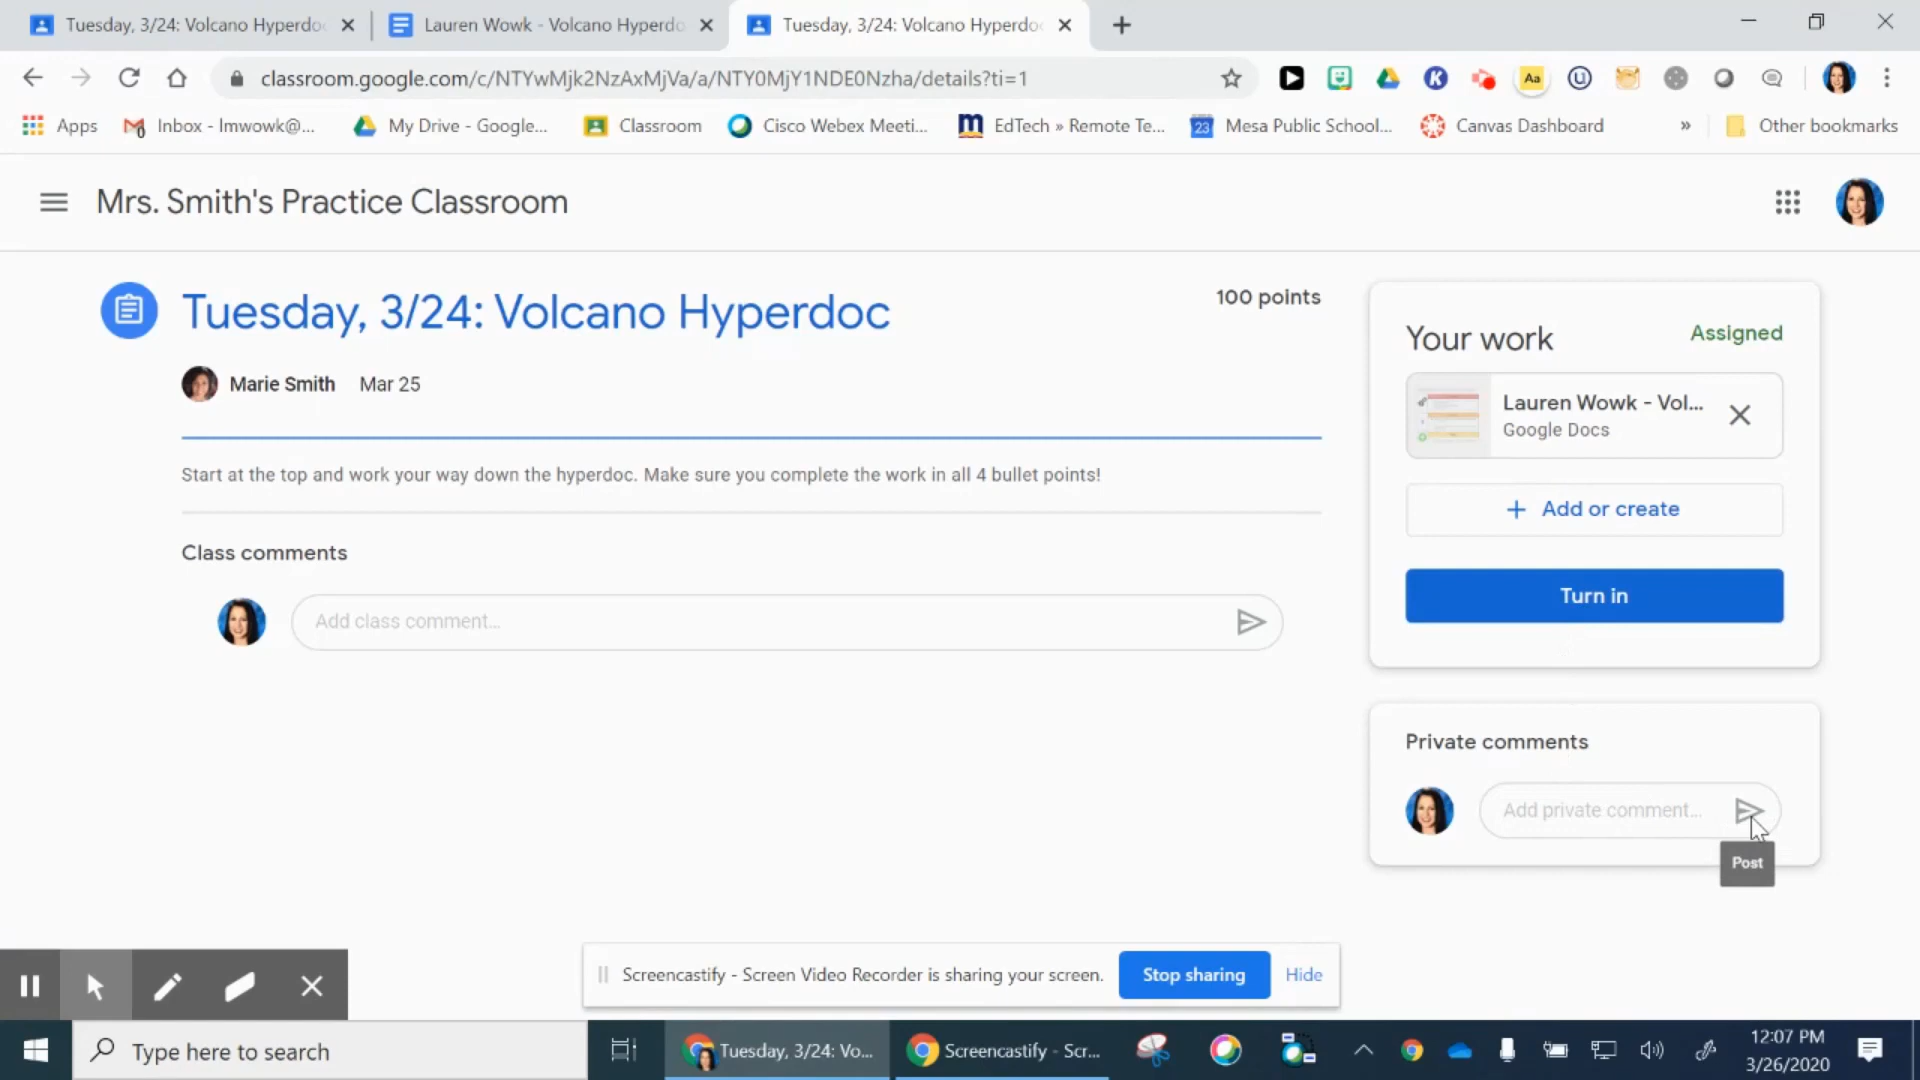 Tuesday, 3/24: Volcano Hyperdoc
Lauren Wowk - Volcano Hyperdo
Tuesday, 3/24: Volcano Hyperdoc
classroom.google.com/c/NTYwMjk2NzAxMjVa/a/NTY0MjY1NDE0Nzha/details?ti=1
Aa
Apps
Inbox - lmwowk@...
My Drive - Google...
Classroom
Cisco Webex Meeti...
EdTech » Remote Te...
23
Mesa Public School...
Canvas Dashboard
»
Other bookmarks
Mrs. Smith's Practice Classroom
Tuesday, 3/24: Volcano Hyperdoc
100 points
Marie Smith Mar 25
Start at the top and work your way down the hyperdoc. Make sure you complete the work in all 4 bullet points!
Class comments
Add class comment...
Your work
Assigned
Lauren Wowk - Vol...
Google Docs
+ Add or create
Turn in
Private comments
Add private comment...
Post
Screencastify - Screen Video Recorder is sharing your screen.
Stop sharing
Hide
Type here to search
Tuesday, 3/24: Vo...
Screencastify - Scr...
12:07 PM
3/26/2020